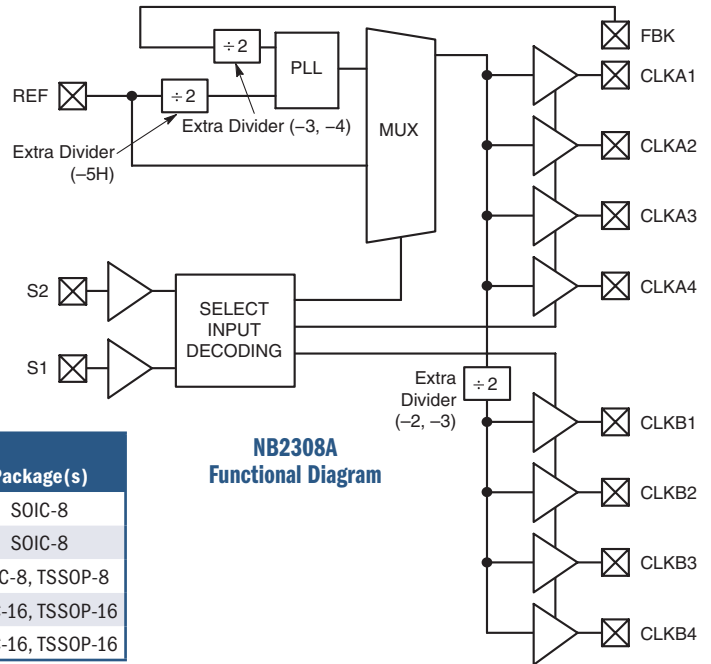 FBK
÷2
PLL
CLKA1
REF
÷2
MUX
Extra Divider (–3, –4)
Extra Divider
(–5H)
CLKA2
CLKA3
S2
SELECT
INPUT
DECODING
CLKA4
S1
Extra
Divider
(–2, –3)
÷2
NB2308A
Functional Diagram
CLKB1
CLKB2
CLKB3
CLKB4
Package(s)
SOIC-8
SOIC-8
C-8, TSSOP-8
-16, TSSOP-16
-16, TSSOP-16